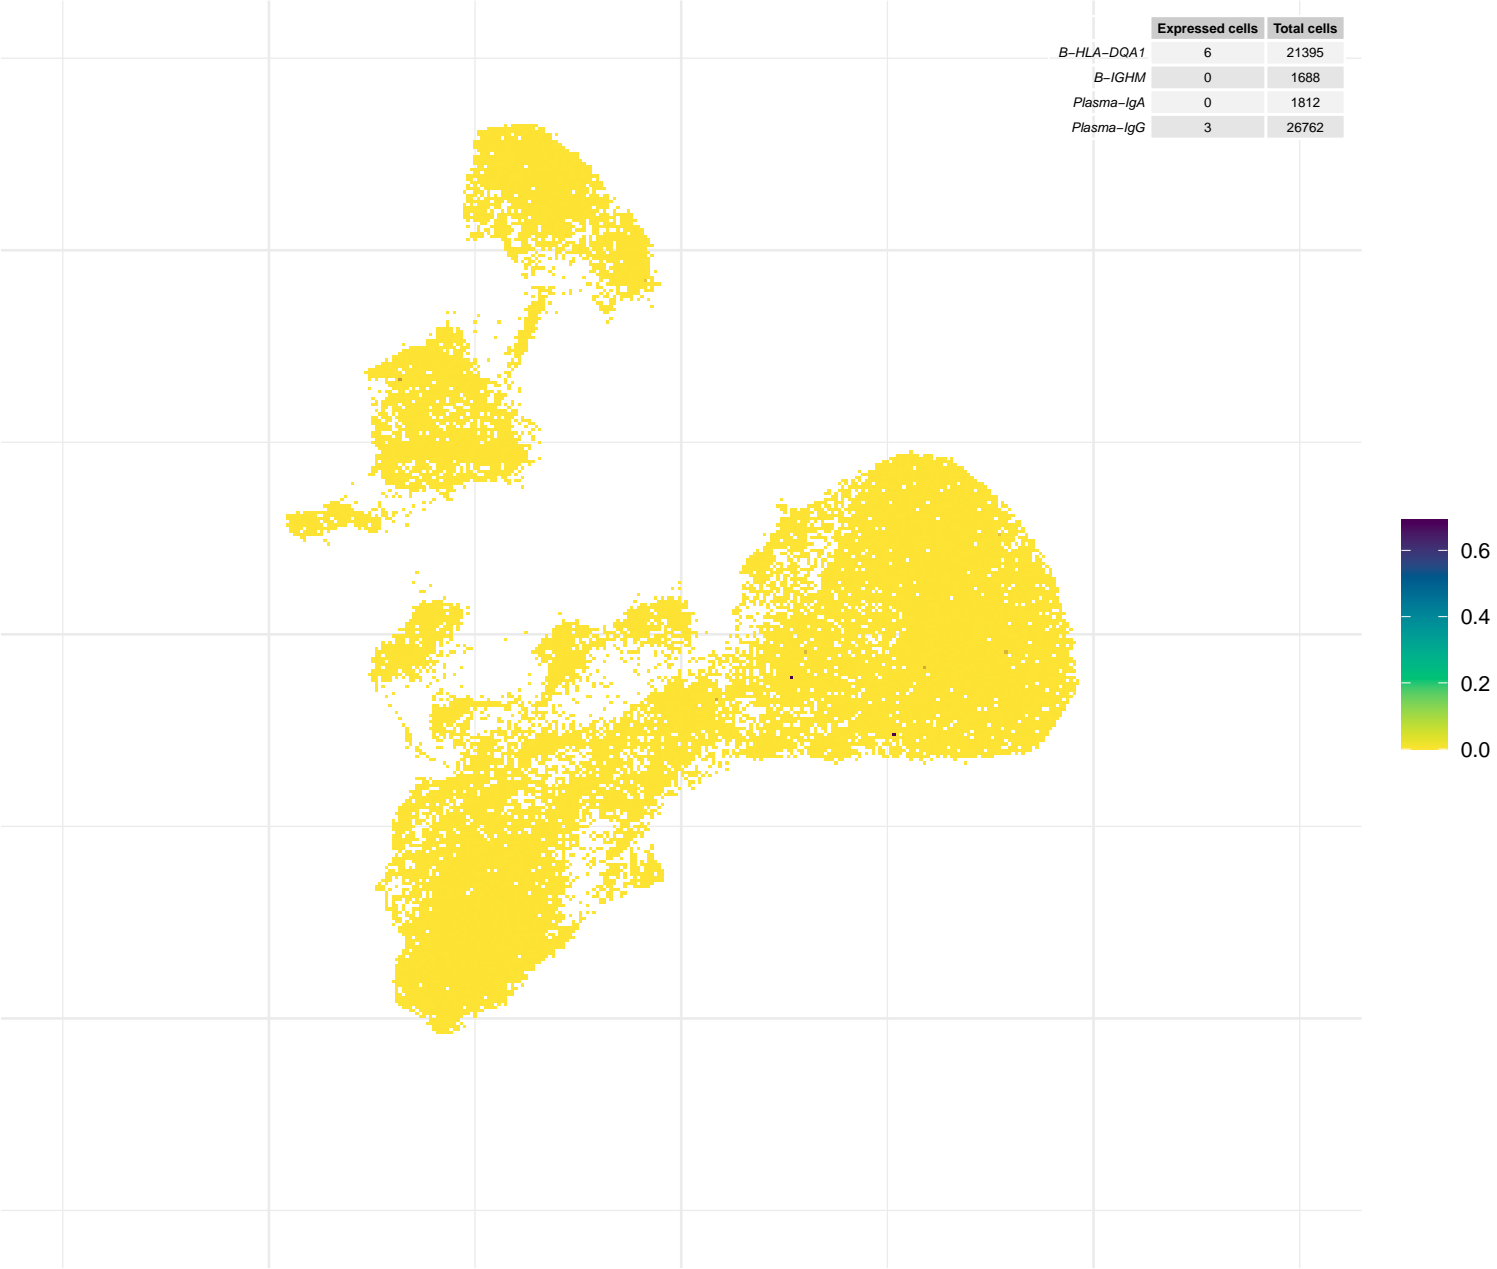 Expressed cells Total cells
B−HLA−DQA1 6 21395
B−IGHM 0 1688
Plasma−IgA 0 1812
Plasma−IgG 3 26762
0.6
0.4
0.2
0.0